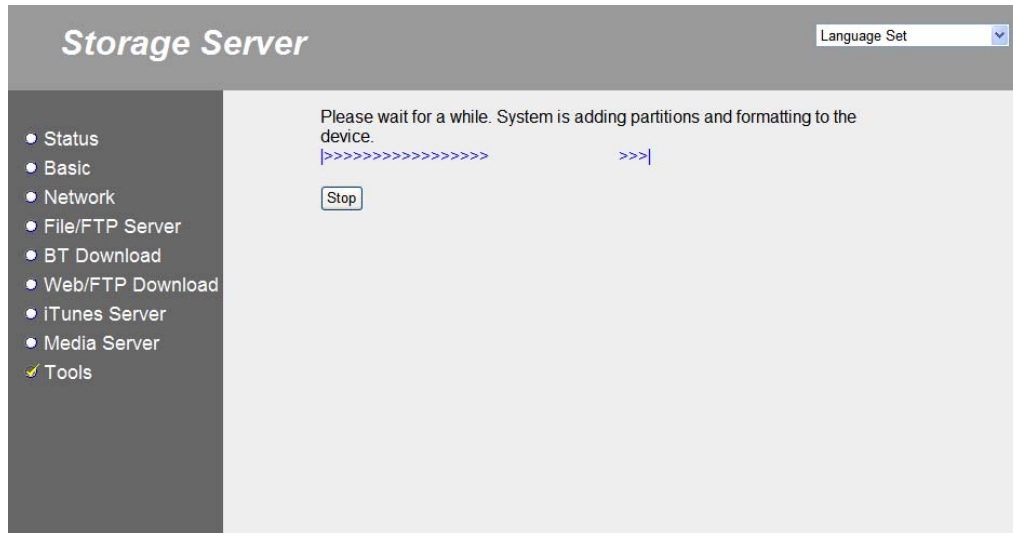 Storage Server
Language Set
Status
Basic
Network
File/FTP Server
BT Download
Web/FTP Download
iTunes Server
Media Server
Tools
Please wait for a while. System is adding partitions and formatting to the
device.
|>>>>>>>>>>>>>>>>> >>>|
Stop